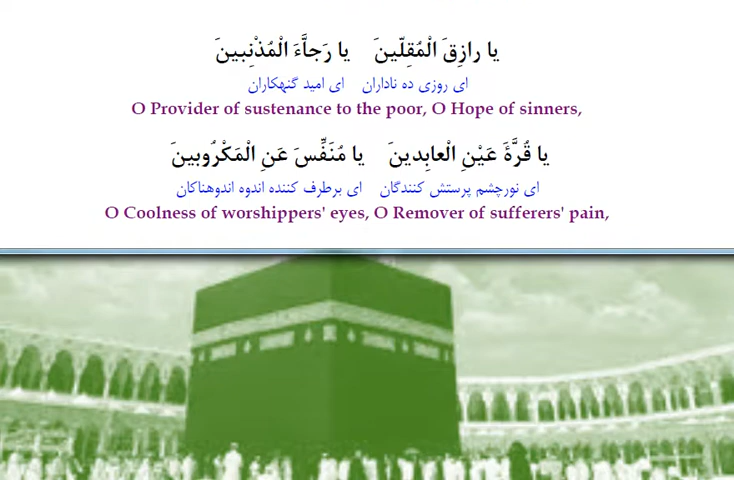 يا رازِقَ الْمُقِلّينَ يا رَجاَّءَ الْمُذْنِبينَ
ای روزی ده ناداران ای امید گنهکاران
O Provider of sustenance to the poor, O Hope of sinners,
يا قُرَّةَ عَيْنِ الْعابِدينَ يا مُنَفِّسَ عَنِ الْمَكْرُوبينَ
ای نورچشم پرستش کنندگان ای برطرف کننده اندوه اندوهناکان
O Coolness of worshippers' eyes, O Remover of sufferers' pain,